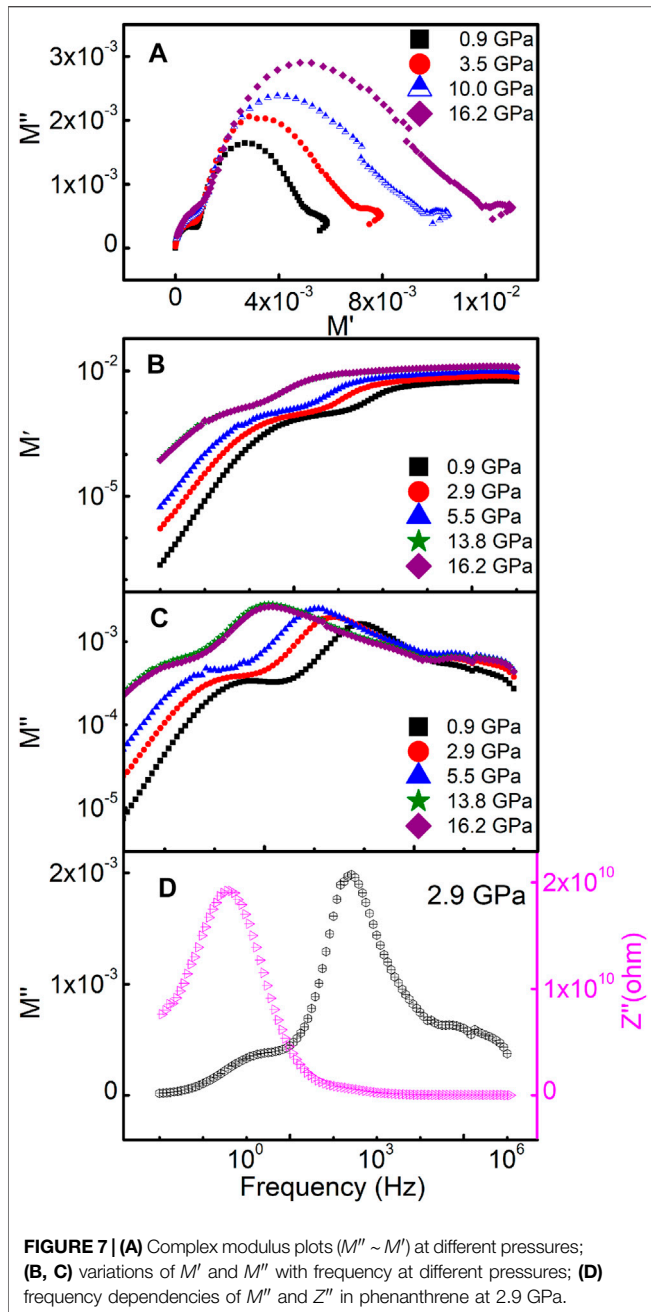 A
0.9 GPa
3.5 GPa
10.0 GPa
16.2 GPa
M″
3x10⁻³
2x10⁻³
1x10⁻³
0
0 4x10⁻³ 8x10⁻³ 1x10⁻²
M'
B
M′
10⁻²
10⁻⁵
0.9 GPa
2.9 GPa
5.5 GPa
13.8 GPa
16.2 GPa
C
M″
10⁻³
10⁻⁴
10⁻⁵
0.9 GPa
2.9 GPa
5.5 GPa
13.8 GPa
16.2 GPa
D
2.9 GPa
M″
2x10⁻³
1x10⁻³
0
2x10¹⁰
1x10¹⁰
0
Z″(ohm)
10⁰ 10³ 10⁶
Frequency (Hz)
FIGURE 7 | (A) Complex modulus plots (M″ ~ M′) at different pressures;
(B, C) variations of M′ and M″ with frequency at different pressures; (D)
frequency dependencies of M″ and Z″ in phenanthrene at 2.9 GPa.